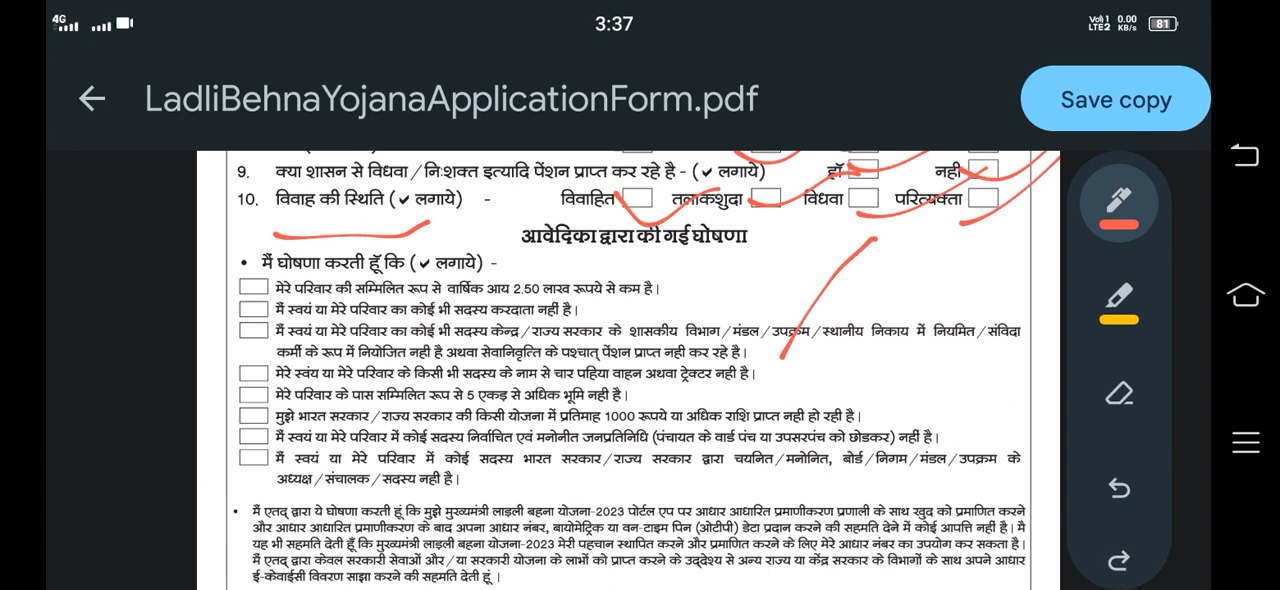 4G 3:37 Vo) 1 LTE2 0.00 KB/s 81
LadliBehnaYojanaApplicationForm.pdf Save copy
9. क्या शासन से विधवा/निःशक्त इत्यादि पेंशन प्राप्त कर रहे है - (✓ लगाये) हॉ नही
10. विवाह की स्थिति (✓ लगाये) - विवाहित तलाकशुदा विधवा परित्यक्ता
आवेदिका द्वारा की गई घोषणा
• मैं घोषणा करती हूँ कि (✓ लगाये) -
मेरे परिवार की सम्मिलित रूप से वार्षिक आय 2.50 लाख रूपये से कम है।
मैं स्वयं या मेरे परिवार का कोई भी सदस्य करदाता नहीं है।
मैं स्वयं या मेरे परिवार का कोई भी सदस्य केन्द्र/राज्य सरकार के शासकीय विभाग/मंडल/उपक्रम/स्थानीय निकाय में नियमित/संविदा
कर्मी के रूप में नियोजित नही है अथवा सेवानिवृत्ति के पश्चात् पेंशन प्राप्त नही कर रहे है।
मेरे स्वंय या मेरे परिवार के किसी भी सदस्य के नाम से चार पहिया वाहन अथवा ट्रेक्टर नही है।
मेरे परिवार के पास सम्मिलित रूप से 5 एकड़ से अधिक भूमि नही है।
मुझे भारत सरकार/राज्य सरकार की किसी योजना में प्रतिमाह 1000 रूपये या अधिक राशि प्राप्त नही हो रही है।
मैं स्वयं या मेरे परिवार में कोई सदस्य निर्वाचित एवं मनोनीत जनप्रतिनिधि (पंचायत के वार्ड पंच या उपसरपंच को छोडकर) नहीं है।
मैं स्वयं या मेरे परिवार में कोई सदस्य भारत सरकार/राज्य सरकार द्वारा चयनित/मनोनित, बोर्ड/निगम/मंडल/उपक्रम के
अध्यक्ष/संचालक/सदस्य नही है।
• मैं एतद् द्वारा ये घोषणा करती हूं कि मुझे मुख्यमंत्री लाड़ली बहना योजना-2023 पोर्टल एप पर आधार आधारित प्रमाणीकरण प्रणाली के साथ खुद को प्रमाणित करने
और आधार आधारित प्रमाणीकरण के बाद अपना आधार नंबर, बायोमेट्रिक या वन-टाइम पिन (ओटीपी) डेटा प्रदान करने की सहमति देने में कोई आपत्ति नहीं है। मै
यह भी सहमति देती हूँ कि मुख्यमंत्री लाड़ली बहना योजना-2023 मेरी पहचान स्थापित करने और प्रमाणित करने के लिए मेरे आधार नंबर का उपयोग कर सकता है।
मैं एतद् द्वारा केवल सरकारी सेवाओं और/या सरकारी योजना के लाभों को प्राप्त करने के उद्देश्य से अन्य राज्य या केंद्र सरकार के विभागों के साथ अपने आधार
ई-केवाईसी विवरण साझा करने की सहमति देती हूं ।